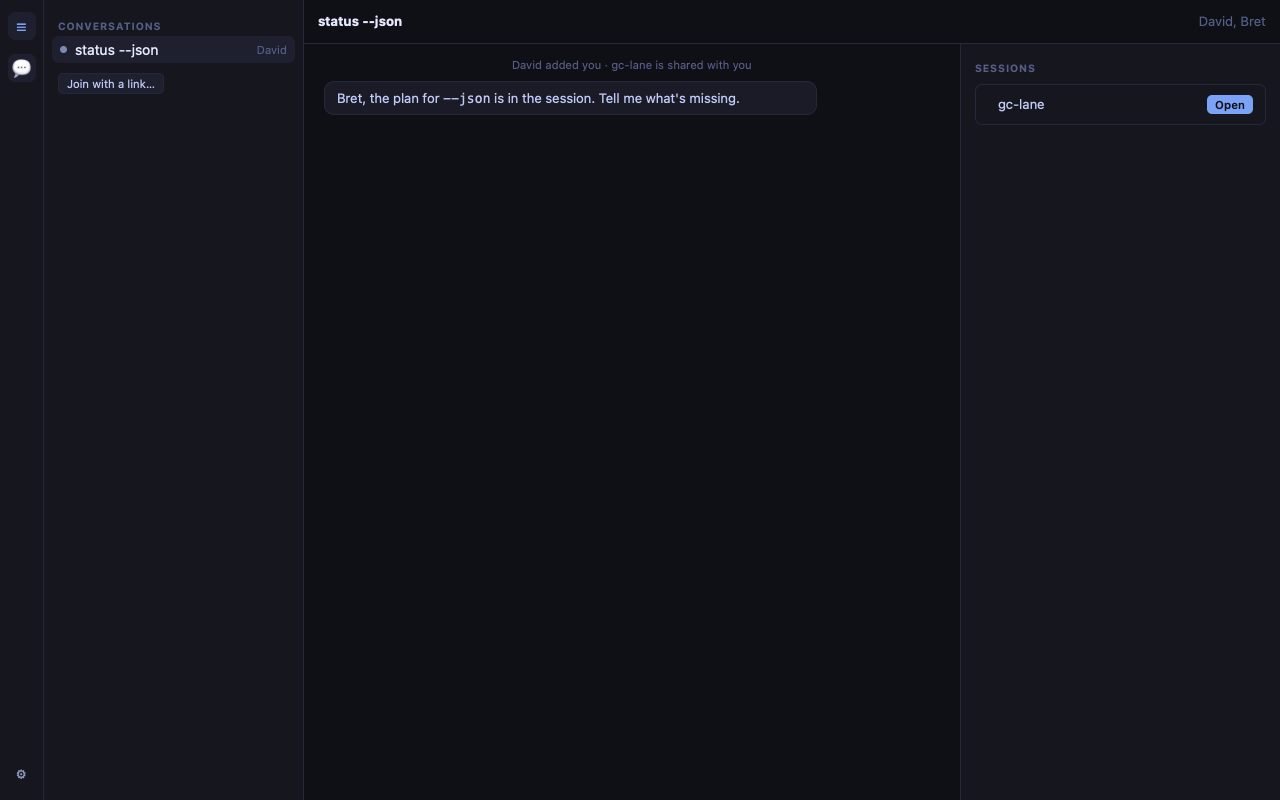 CONVERSATIONS
status --json David
Join with a link...
status --json
David, Bret
David added you · gc-lane is shared with you
Bret, the plan for --json is in the session. Tell me what's missing.
SESSIONS
gc-lane Open